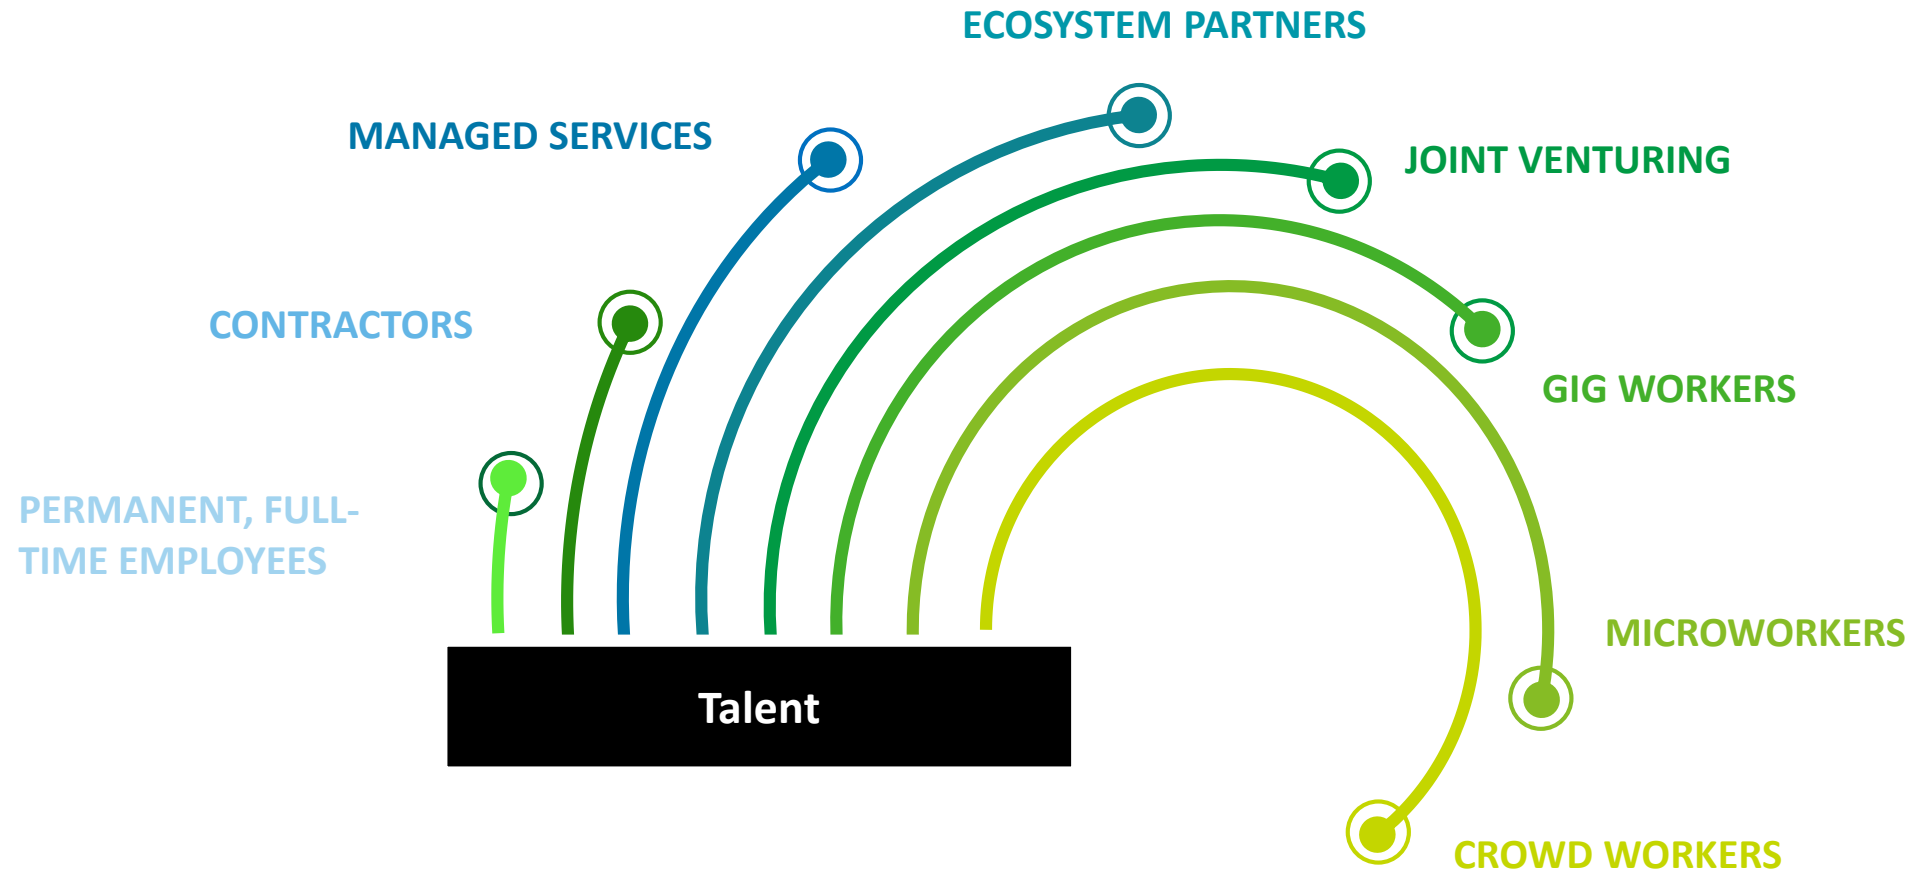 ECOSYSTEM PARTNERS
MANAGED SERVICES
JOINT VENTURING
CONTRACTORS
GIG WORKERS
PERMANENT, FULL-
TIME EMPLOYEES
MICROWORKERS
Talent
CROWD WORKERS